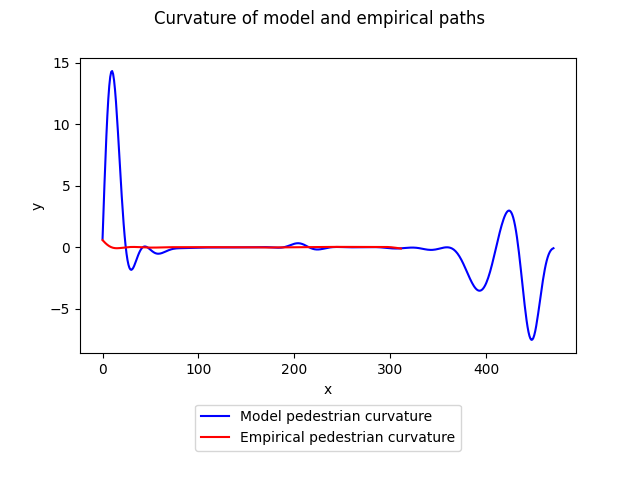 Curvature of model and empirical paths
15
10
5
0
−5
y
0 100 200 300 400
x
Model pedestrian curvature
Empirical pedestrian curvature